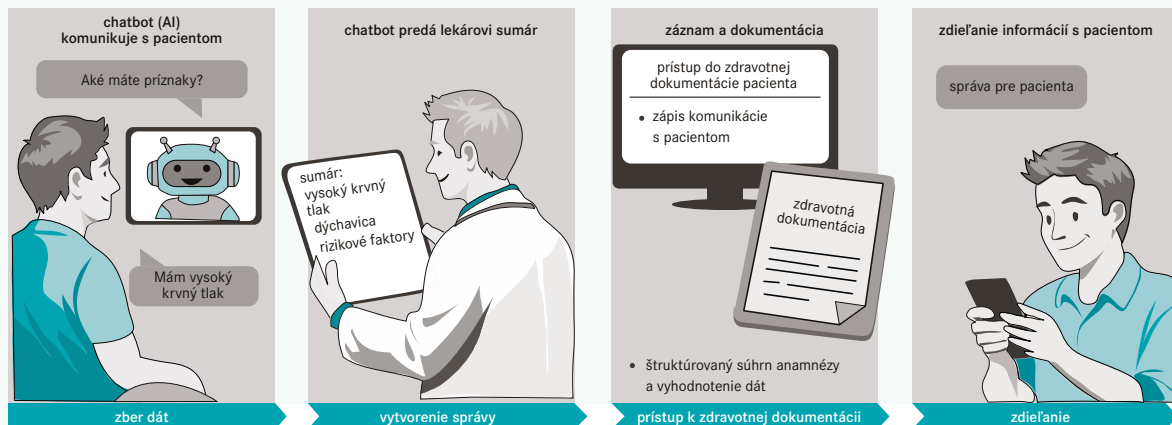 chatbot (AI)
komunikuje s pacientom
Aké máte príznaky?
Mám vysoký
krvný tlak
zber dát
chatbot predá lekárovi sumár
sumár:
vysoký krvný
tlak
dýchavica
rizikové faktory
vytvorenie správy
záznam a dokumentácia
prístup do zdravotnej
dokumentácie pacienta
• zápis komunikácie
s pacientom
zdravotná
dokumentácia
• štruktúrovaný súhrn anamnézy
a vyhodnotenie dát
prístup k zdravotnej dokumentácii
zdieľanie informácií s pacientom
správa pre pacienta
zdieľanie